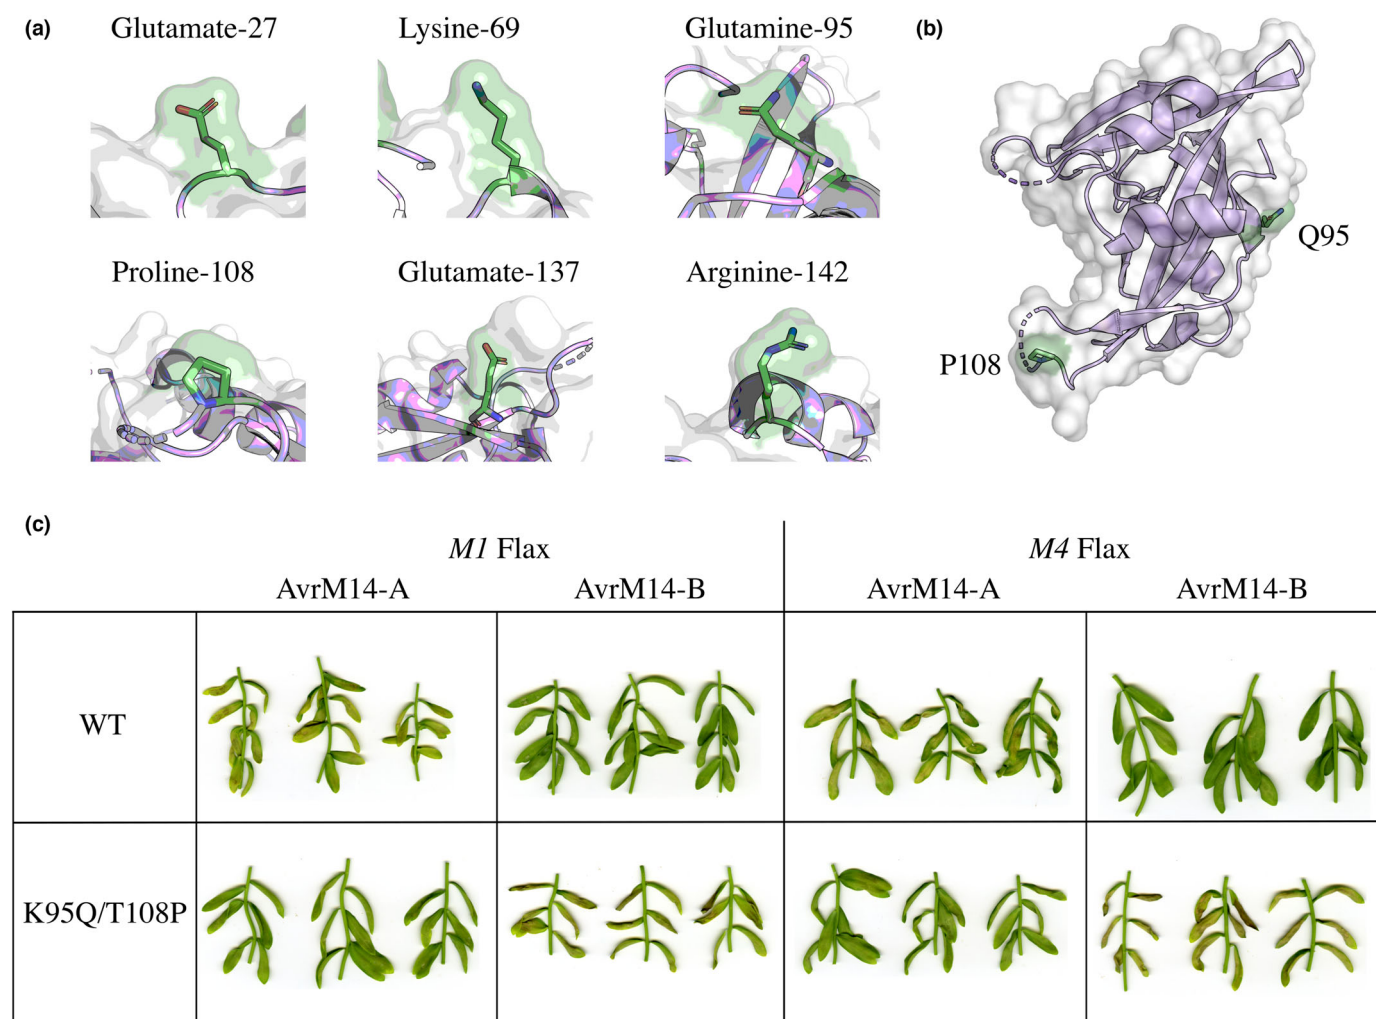 (a)
Glutamate-27 Lysine-69 Glutamine-95
Proline-108 Glutamate-137 Arginine-142
(b)
Q95
P108
(c)
M1 Flax M4 Flax
AvrM14-A AvrM14-B AvrM14-A AvrM14-B
WT
K95Q/T108P